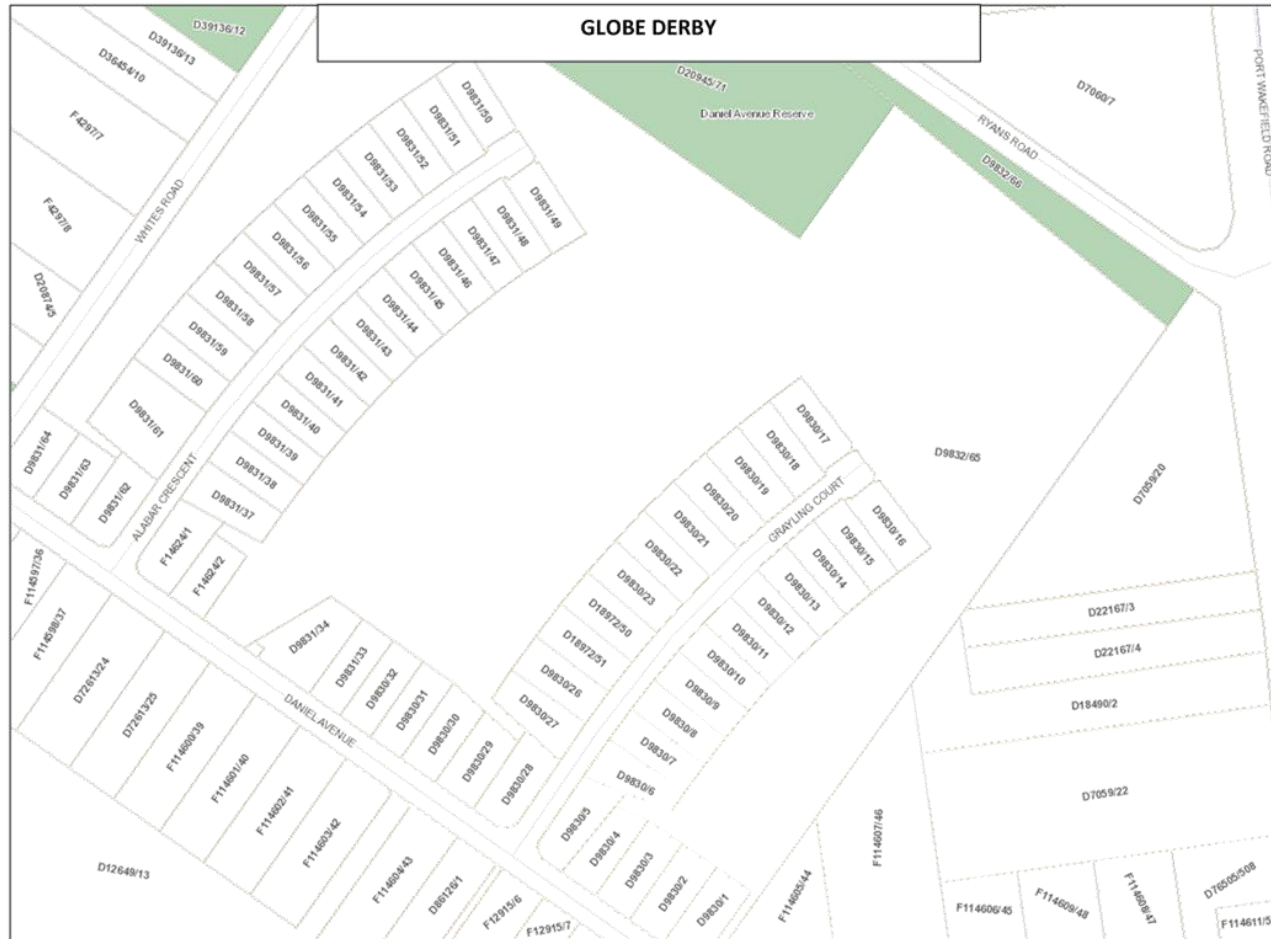 GLOBE DERBY
D39136/12
D39136/13
D36454/10
F4297/7
F4297/8
D20874/5
WHITES ROAD
D20945/71
Daniel Avenue Reserve
RYANS ROAD
D9832/66
D7060/7
PORT WAKEFIELD ROAD
D9831/50
D9831/51
D9831/52
D9831/53
D9831/54
D9831/55
D9831/56
D9831/57
D9831/58
D9831/59
D9831/60
D9831/61
D9831/49
D9831/48
D9831/47
D9831/46
D9831/45
D9831/44
D9831/43
D9831/42
D9831/41
D9831/40
D9831/39
D9831/38
D9831/37
D9831/64
D9831/63
D9831/62
ALABAR CRESCENT
F14624/1
F14624/2
D9830/17
D9830/18
D9830/19
D9830/20
D9830/21
D9830/22
D9830/23
D18972/50
D18972/51
D9830/26
D9830/27
GRAYLING COURT
D9830/16
D9830/15
D9830/14
D9830/13
D9830/12
D9830/11
D9830/10
D9830/9
D9830/8
D9830/7
D9830/6
D9832/65
D7059/20
D22167/3
D22167/4
D18490/2
D7059/22
F114597/36
F114598/37
D72613/24
D72613/25
F114600/39
F114601/40
F114602/41
F114603/42
F114604/43
D86126/1
F12915/6
F12915/7
DANIEL AVENUE
D9831/34
D9831/33
D9830/32
D9830/31
D9830/30
D9830/29
D9830/28
D9830/5
D9830/4
D9830/3
D9830/2
D9830/1
F114605/44
F114607/46
F114606/45
F114609/48
F114608/47
D76505/508
F114611/5
D12649/13